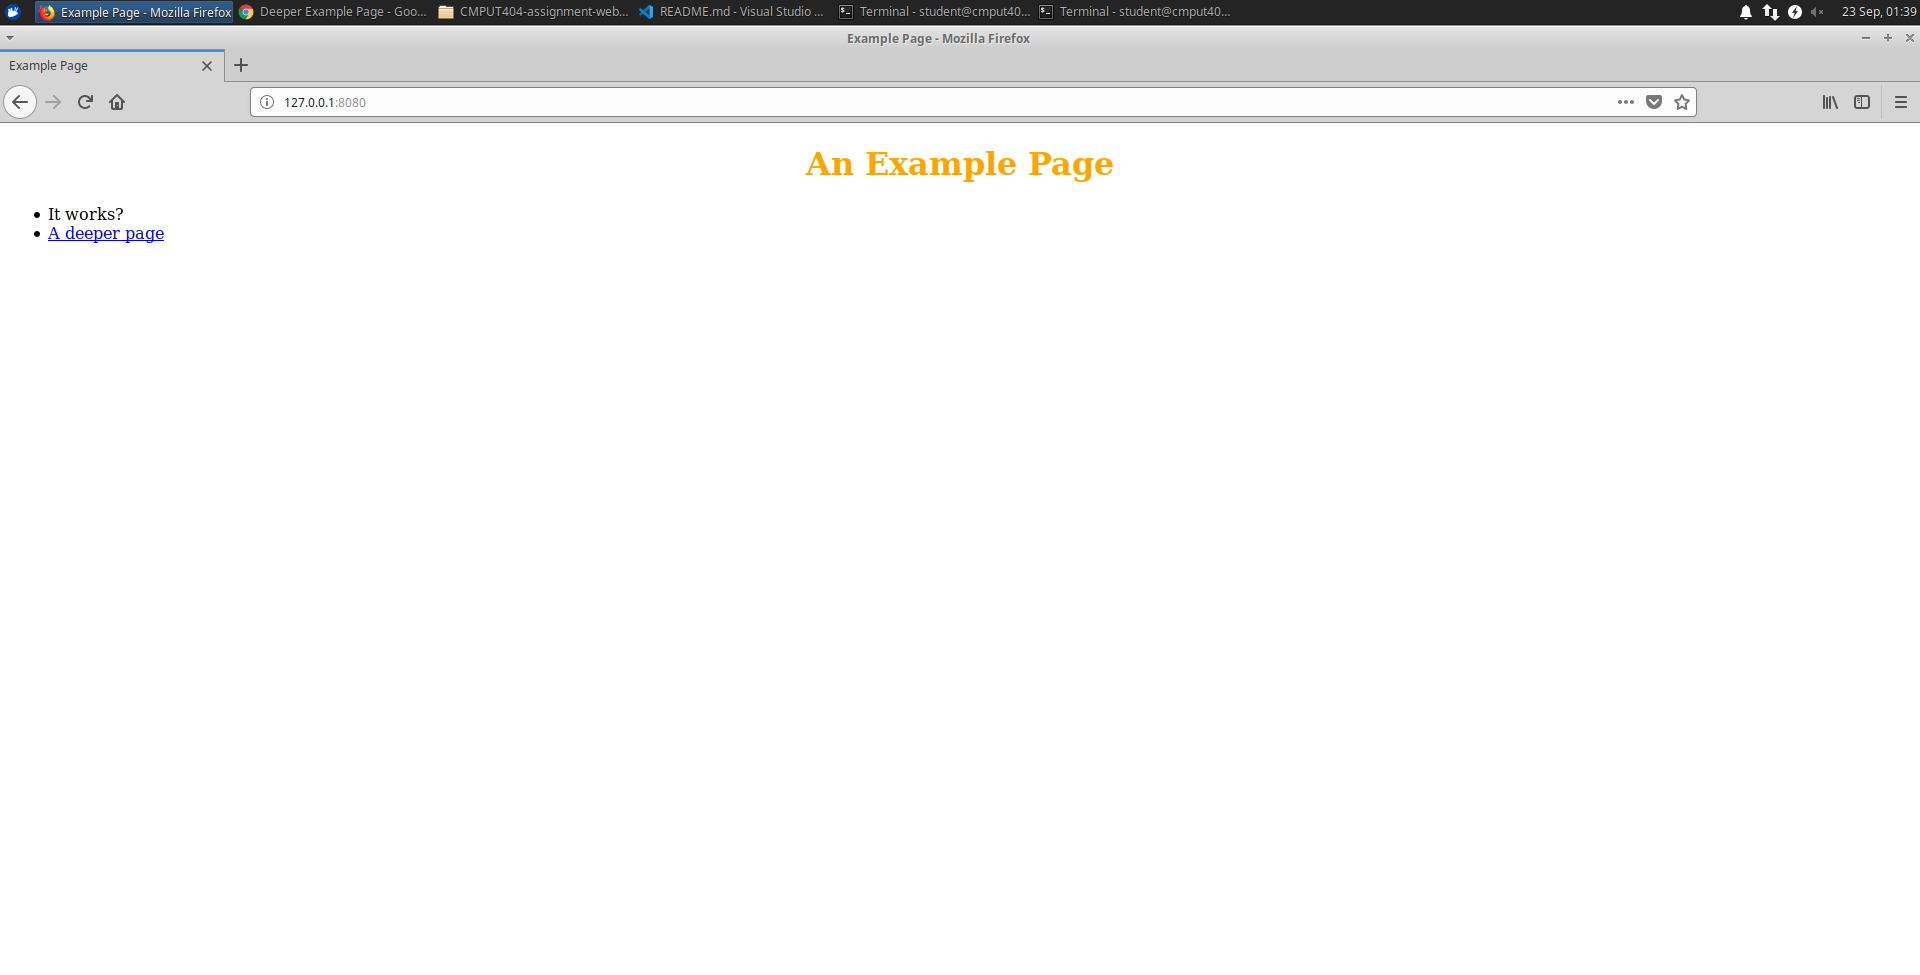 Example Page - Mozilla Firefox
Deeper Example Page - Goo...
CMPUT404-assignment-web...
README.md - Visual Studio ...
Terminal - student@cmput40...
Terminal - student@cmput40...
23 Sep, 01:39
Example Page - Mozilla Firefox
Example Page
127.0.0.1:8080
An Example Page
It works?
A deeper page